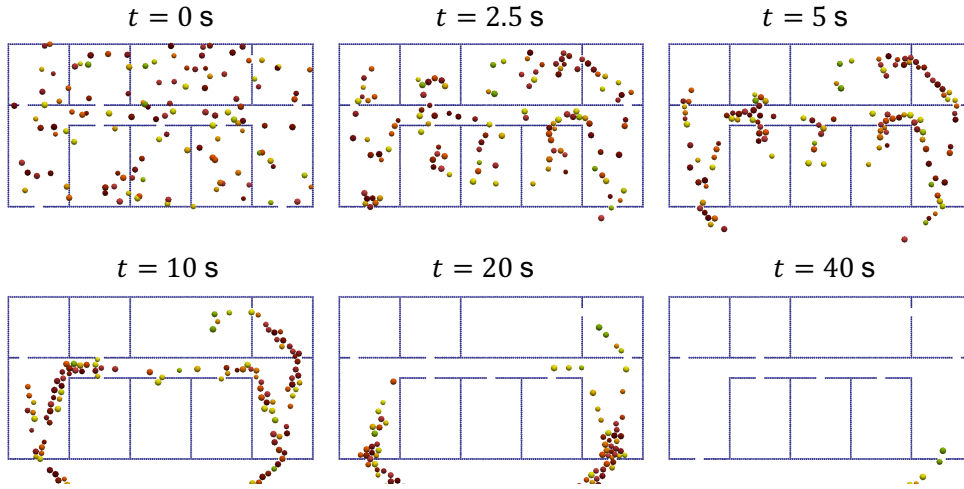 t = 0 s
t = 2.5 s
t = 5 s
t = 10 s
t = 20 s
t = 40 s